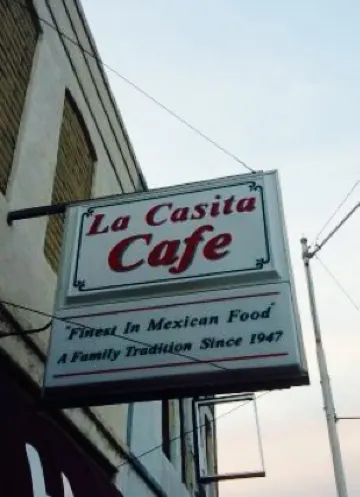 La Casita
Cafe
"Finest In Mexican Food"
A Family Tradition Since 1947